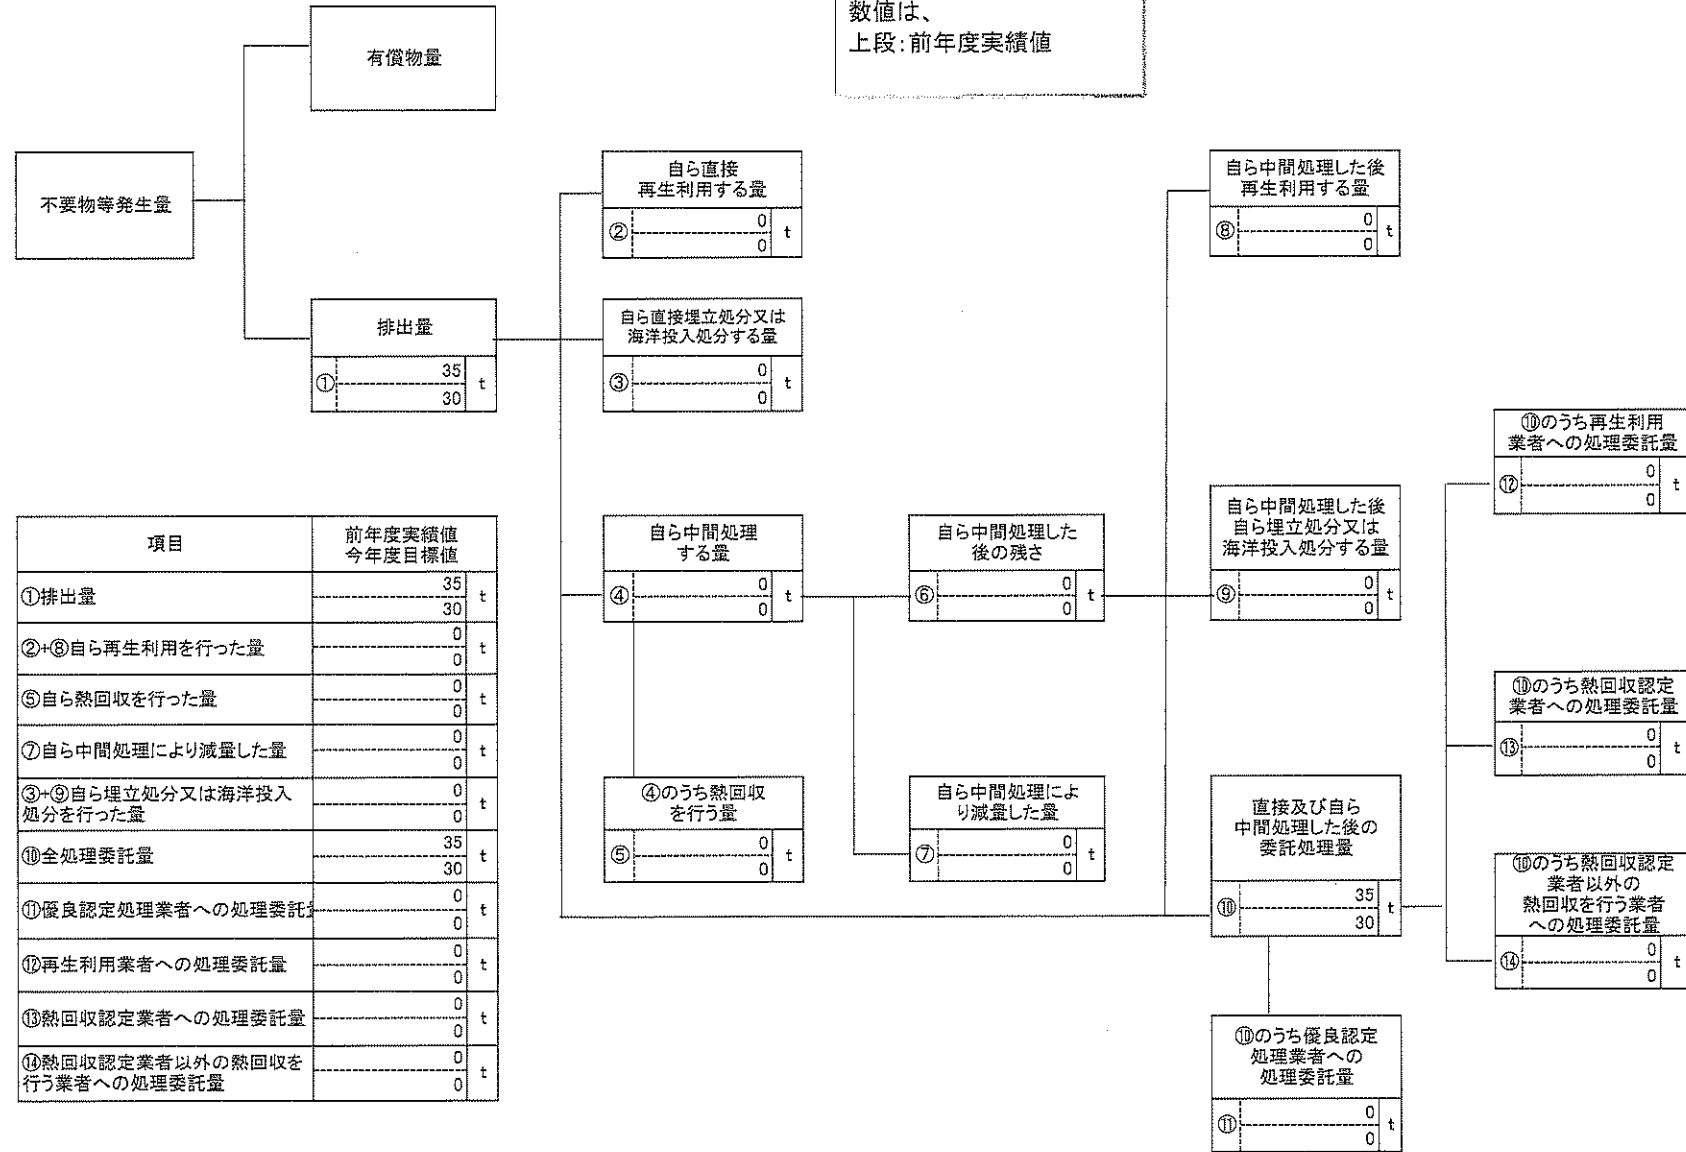 数値は、
上段:前年度実績値
有償物量
不要物等発生量
排出量
① 35 t
30
自ら直接
再生利用する量
② 0 t
0
自ら直接埋立処分又は
海洋投入処分する量
③ 0 t
0
自ら中間処理
する量
④ 0 t
0
④のうち熱回収
を行う量
⑤ 0 t
0
自ら中間処理した
後の残さ
⑥ 0 t
0
自ら中間処理によ
り減量した量
⑦ 0 t
0
自ら中間処理した後
再生利用する量
⑧ 0 t
0
自ら中間処理した後
自ら埋立処分又は
海洋投入処分する量
⑨ 0 t
0
直接及び自ら
中間処理した後の
委託処理量
⑩ 35 t
30
⑩のうち優良認定
処理業者への
処理委託量
⑪ 0 t
0
⑩のうち再生利用
業者への処理委託量
⑫ 0 t
0
⑩のうち熱回収認定
業者への処理委託量
⑬ 0 t
0
⑩のうち熱回収認定
業者以外の
熱回収を行う業者
への処理委託量
⑭ 0 t
0
項目 前年度実績値
今年度目標値
①排出量 35 t
30
②+⑧自ら再生利用を行った量 0 t
0
⑤自ら熱回収を行った量 0 t
0
⑦自ら中間処理により減量した量 0 t
0
③+⑨自ら埋立処分又は海洋投入
処分を行った量 0 t
0
⑩全処理委託量 35 t
30
⑪優良認定処理業者への処理委託 0 t
0
⑫再生利用業者への処理委託量 0 t
0
⑬熱回収認定業者への処理委託量 0 t
0
⑭熱回収認定業者以外の熱回収を
行う業者への処理委託量 0 t
0